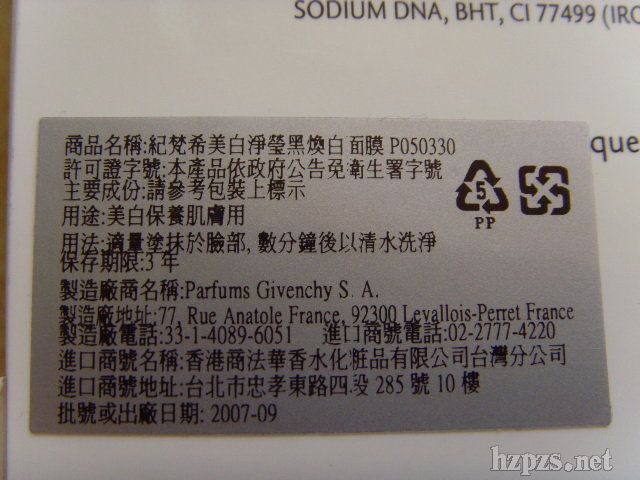 SODIUM DNA, BHT, CI 77499 (IRO
que
商品名稱:紀梵希美白淨瑩黑煥白面膜 P050330
許可證字號:本產品依政府公告免衛生署字號
主要成份:請參考包裝上標示
用途:美白保養肌膚用
用法:適量塗抹於臉部, 數分鐘後以清水洗淨
保存期限:3 年
5
PP
製造廠商名稱:Parfums Givenchy S. A.
製造廠地址:77, Rue Anatole France, 92300 Levallois-Perret France
製造廠電話:33-1-4089-6051 進口商號電話:02-2777-4220
進口商號名稱:香港商法華香水化粧品有限公司台灣分公司
進口商號地址:台北市忠孝東路四段 285 號 10 樓
批號或出廠日期: 2007-09
hzpzs.net